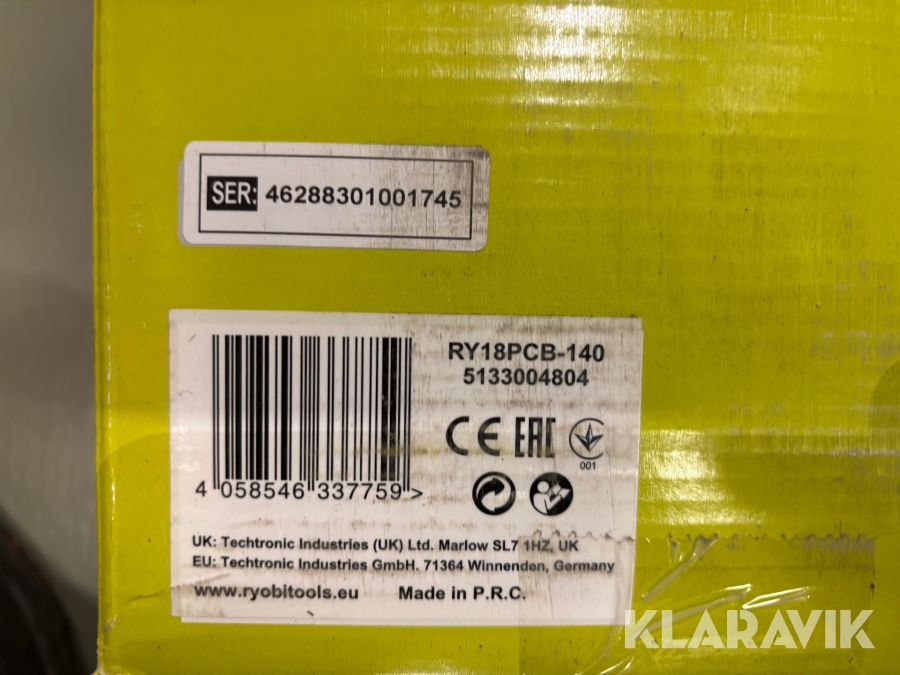 SER: 46288301001745
RY18PCB-140
5133004804
CE EAC
001
4 058546 337759 >
UK: Techtronic Industries (UK) Ltd. Marlow SL7 1HZ, UK
EU: Techtronic Industries GmbH. 71364 Winnenden, Germany
www.ryobitools.eu Made in P.R.C.
KLARAVIK